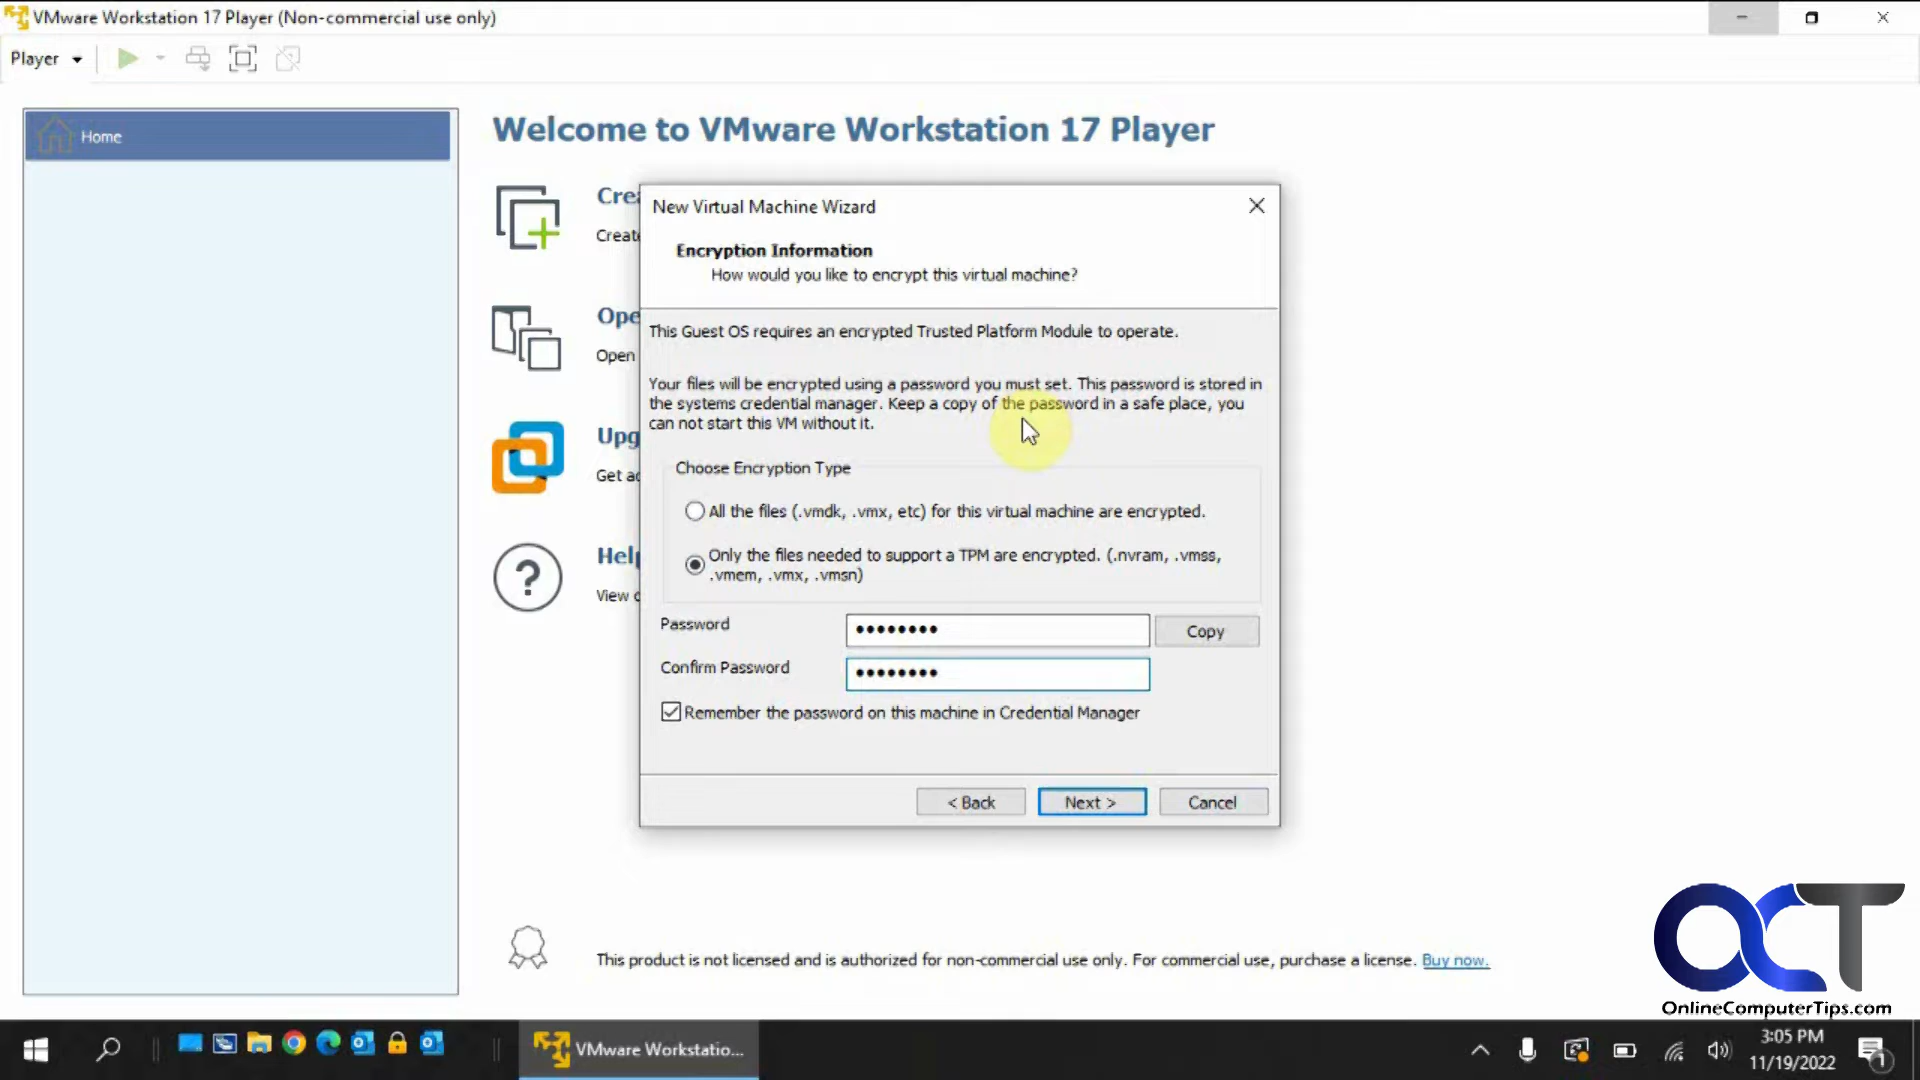 VMware Workstation 17 Player (Non-commercial use only)
Player
Home
Welcome to VMware Workstation 17 Player
Create
Ope
Open
Upg
Get
Help
View
New Virtual Machine Wizard
Encryption Information
How would you like to encrypt this virtual machine?
This Guest OS requires an encrypted Trusted Platform Module to operate.
Your files will be encrypted using a password you must set. This password is stored in
the systems credential manager. Keep a copy of the password in a safe place, you
can not start this VM without it.
Choose Encryption Type
All the files (.vmdk, .vmx, etc) for this virtual machine are encrypted.
Only the files needed to support a TPM are encrypted. (.nvram, .vmss,
.vmem, .vmx, .vmsn)
Password
Copy
Confirm Password
Remember the password on this machine in Credential Manager
< Back
Next >
Cancel
This product is not licensed and is authorized for non-commercial use only. For commercial use, purchase a license. Buy now.
OCT
OnlineComputerTips.com
VMware Workstatio...
3:05 PM
11/19/2022
1